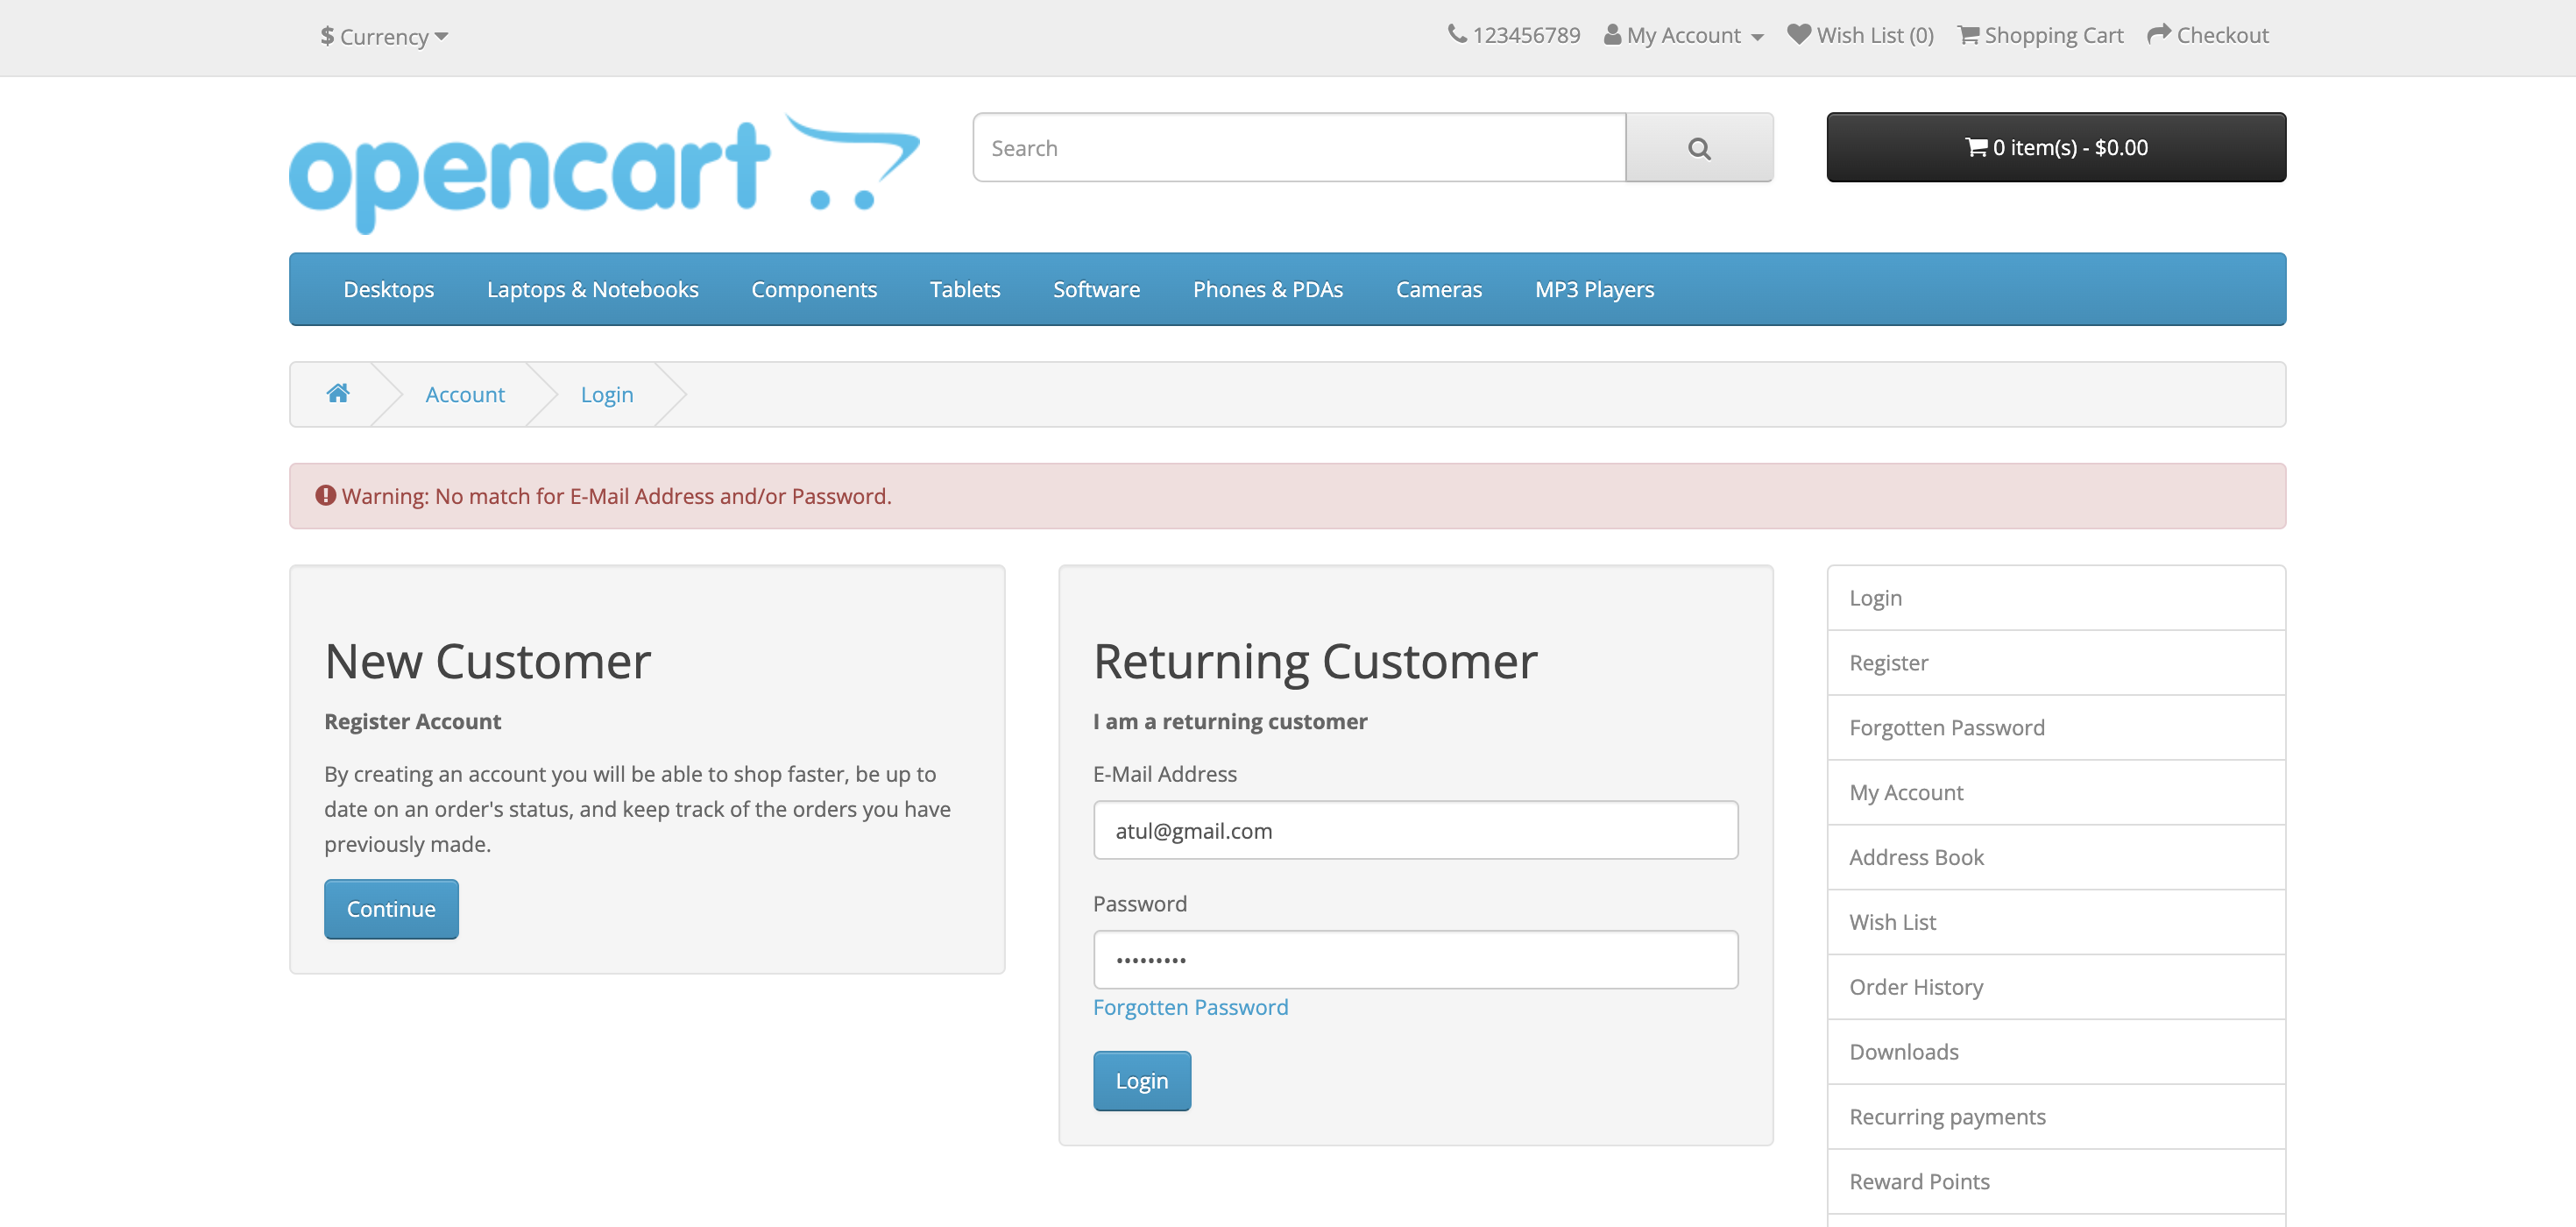 $ Currency
123456789 My Account Wish List (0) Shopping Cart Checkout
opencart
Search
0 item(s) - $0.00
Desktops Laptops & Notebooks Components Tablets Software Phones & PDAs Cameras MP3 Players
Account Login
Warning: No match for E-Mail Address and/or Password.
New Customer
Register Account
By creating an account you will be able to shop faster, be up to
date on an order's status, and keep track of the orders you have
previously made.
Continue
Returning Customer
I am a returning customer
E-Mail Address
atul@gmail.com
Password
•••••••••
Forgotten Password
Login
Login
Register
Forgotten Password
My Account
Address Book
Wish List
Order History
Downloads
Recurring payments
Reward Points